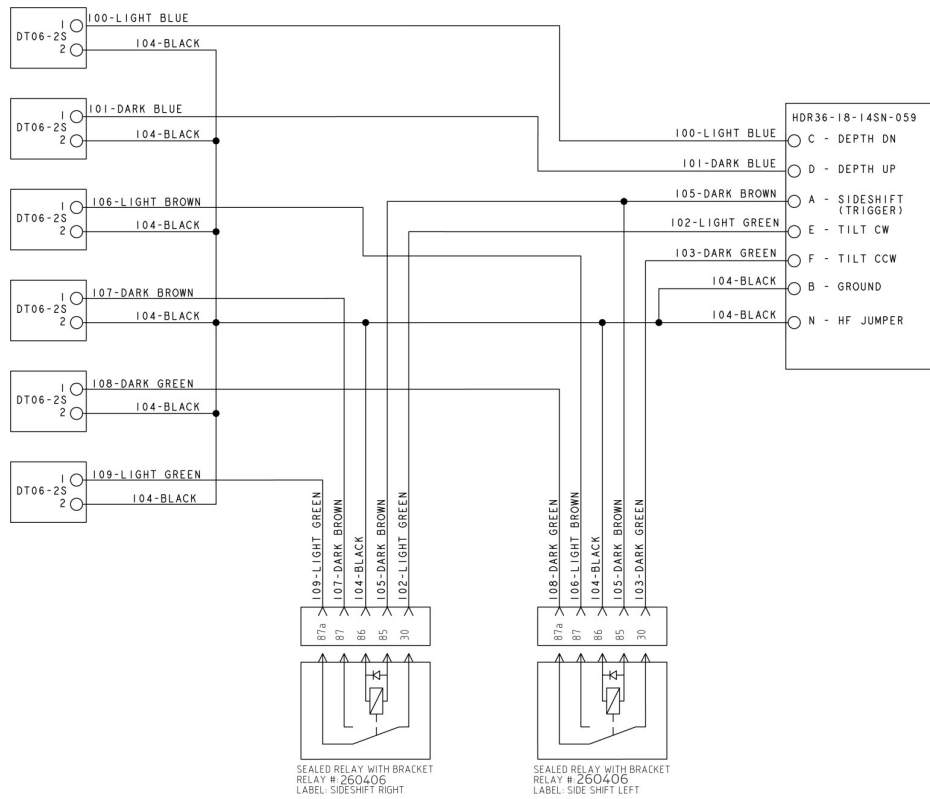 DT06-2S
1
2
100-LIGHT BLUE
104-BLACK
DT06-2S
1
2
101-DARK BLUE
104-BLACK
DT06-2S
1
2
106-LIGHT BROWN
104-BLACK
DT06-2S
1
2
107-DARK BROWN
104-BLACK
DT06-2S
1
2
108-DARK GREEN
104-BLACK
DT06-2S
1
2
109-LIGHT GREEN
104-BLACK
HDR36-18-14SN-059
100-LIGHT BLUE
C - DEPTH DN
101-DARK BLUE
D - DEPTH UP
105-DARK BROWN
A - SIDESHIFT
(TRIGGER)
102-LIGHT GREEN
E - TILT CW
103-DARK GREEN
F - TILT CCW
104-BLACK
B - GROUND
104-BLACK
N - HF JUMPER
109-LIGHT GREEN
107-DARK BROWN
104-BLACK
105-DARK BROWN
102-LIGHT GREEN
87a
87
86
85
30
SEALED RELAY WITH BRACKET
RELAY #: 260406
LABEL: SIDESHIFT RIGHT
108-DARK GREEN
106-LIGHT BROWN
104-BLACK
105-DARK BROWN
103-DARK GREEN
87a
87
86
85
30
SEALED RELAY WITH BRACKET
RELAY #: 260406
LABEL: SIDE SHIFT LEFT